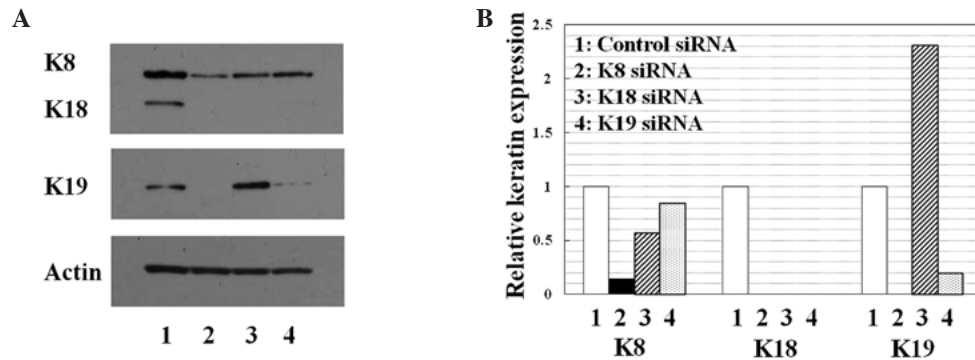 A
K8
K18
K19
Actin
1 2 3 4
B
Relative keratin expression
2.5
2
1.5
1
0.5
0
1: Control siRNA
2: K8 siRNA
3: K18 siRNA
4: K19 siRNA
1 2 3 4 1 2 3 4 1 2 3 4
K8 K18 K19